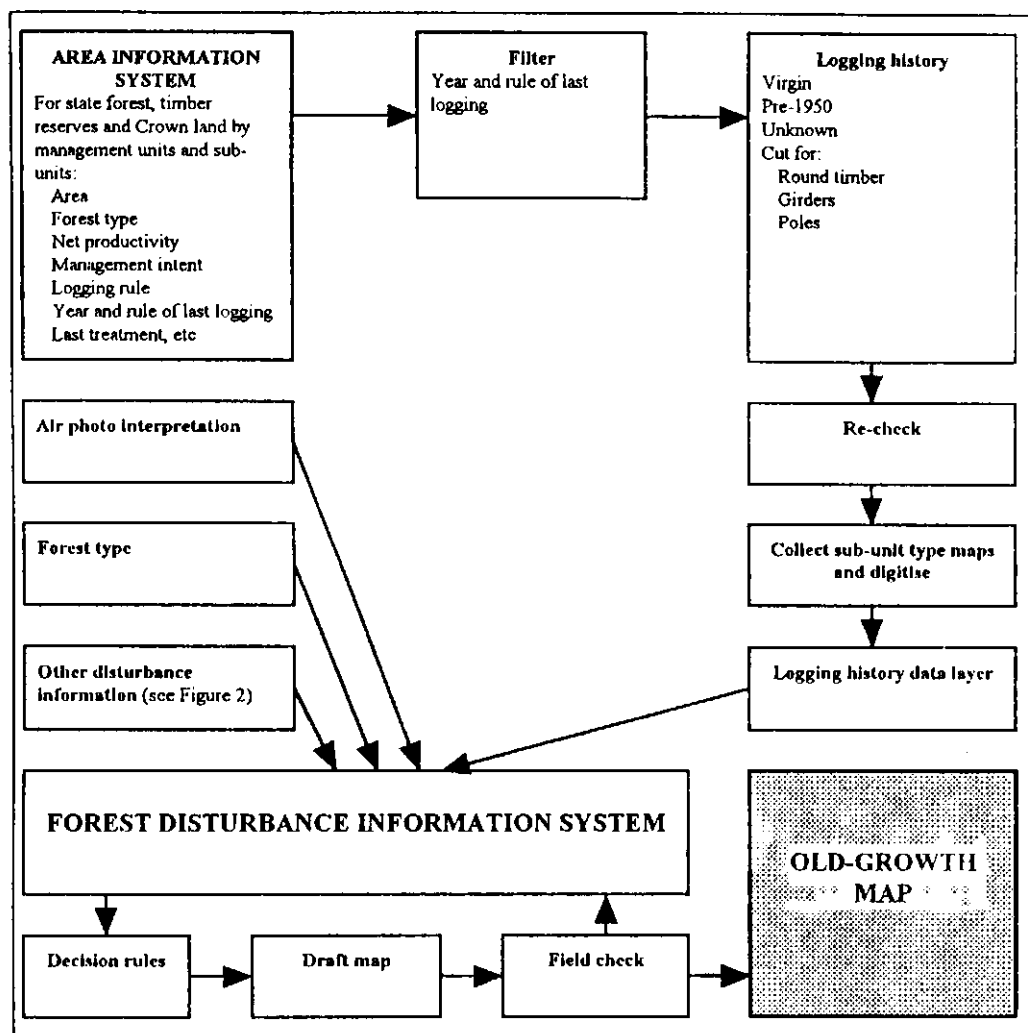 AREA INFORMATION
SYSTEM
For state forest, timber
reserves and Crown land by
management units and sub-
units:
Area
Forest type
Net productivity
Management intent
Logging rule
Year and rule of last logging
Last treatment, etc
Filter
Year and rule of last
logging
Logging history
Virgin
Pre-1950
Unknown
Cut for:
Round timber
Girders
Poles
Air photo interpretation
Re-check
Forest type
Collect sub-unit type maps
and digitise
Other disturbance
information (see Figure 2)
Logging history data layer
FOREST DISTURBANCE INFORMATION SYSTEM
OLD-GROWTH
MAP
Decision rules
Draft map
Field check